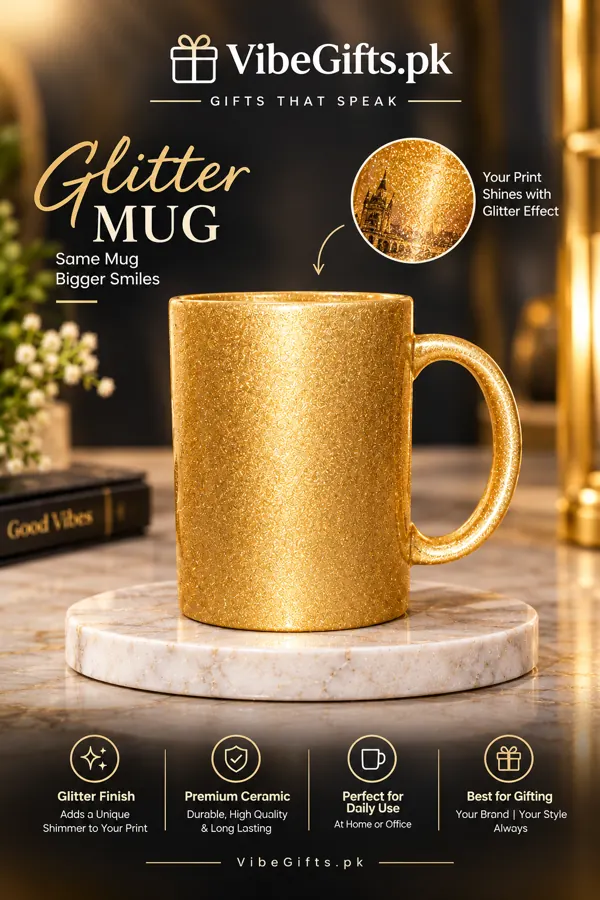 VibeGifts.pk
GIFTS THAT SPEAK
Glitter
MUG
Same Mug
Bigger Smiles
Your Print
Shines with
Glitter Effect
Good Vibes
Glitter Finish
Adds a Unique
Shimmer to Your Print
Premium Ceramic
Durable, High Quality
& Long Lasting
Perfect for
Daily Use
At Home or Office
Best for Gifting
Your Brand | Your Style
Always
VibeGifts.pk